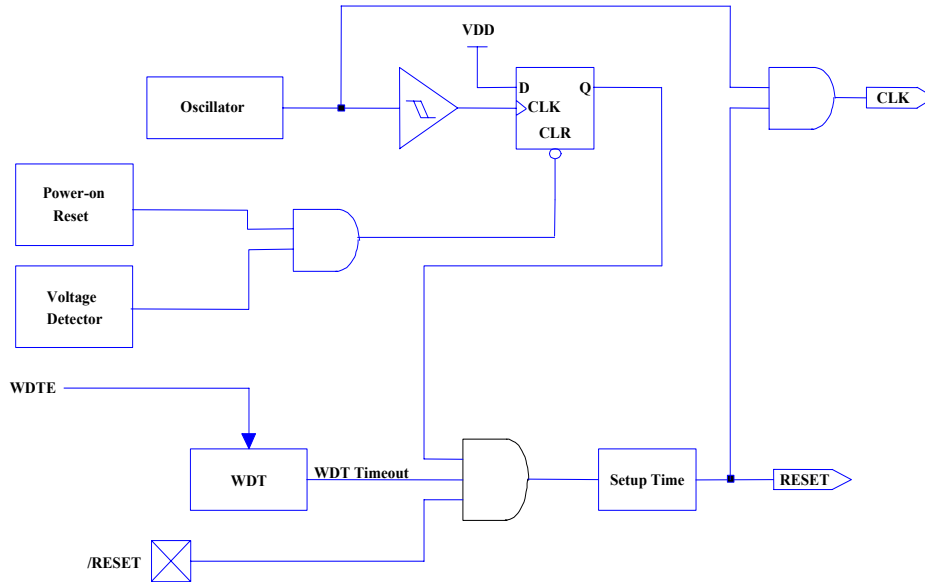 VDD
Oscillator
D
Q
CLK
CLR
CLK
Power-on
Reset
Voltage
Detector
WDTE
WDT
WDT Timeout
Setup Time
RESET
/RESET